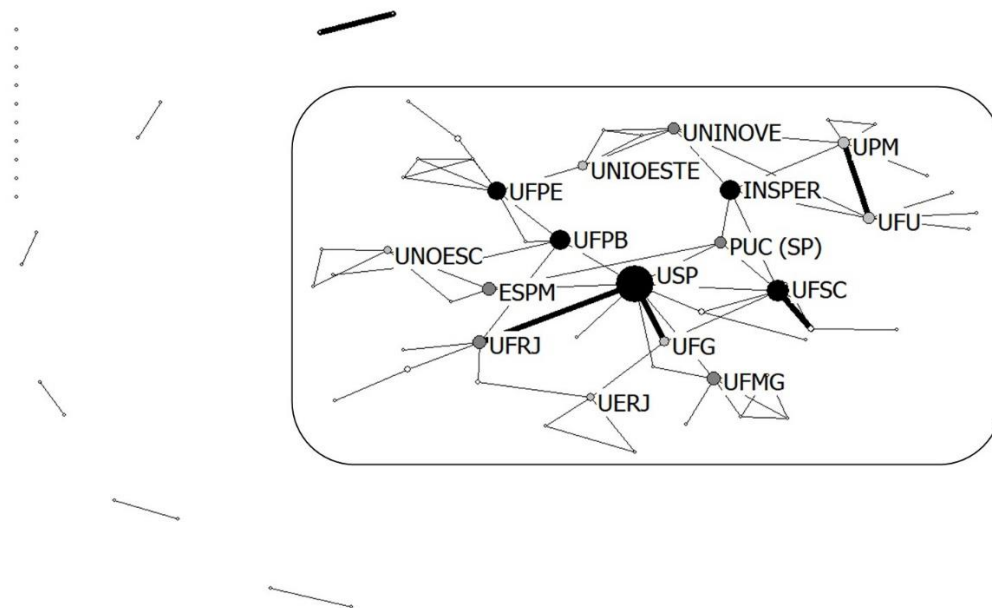 UNINOVE
UPM
UNIOESTE
UFPE
INSPER
UFU
UFPB
PUC (SP)
UNOESC
USP
ESPM
UFSC
UFRJ
UFG
UFMG
UERJ